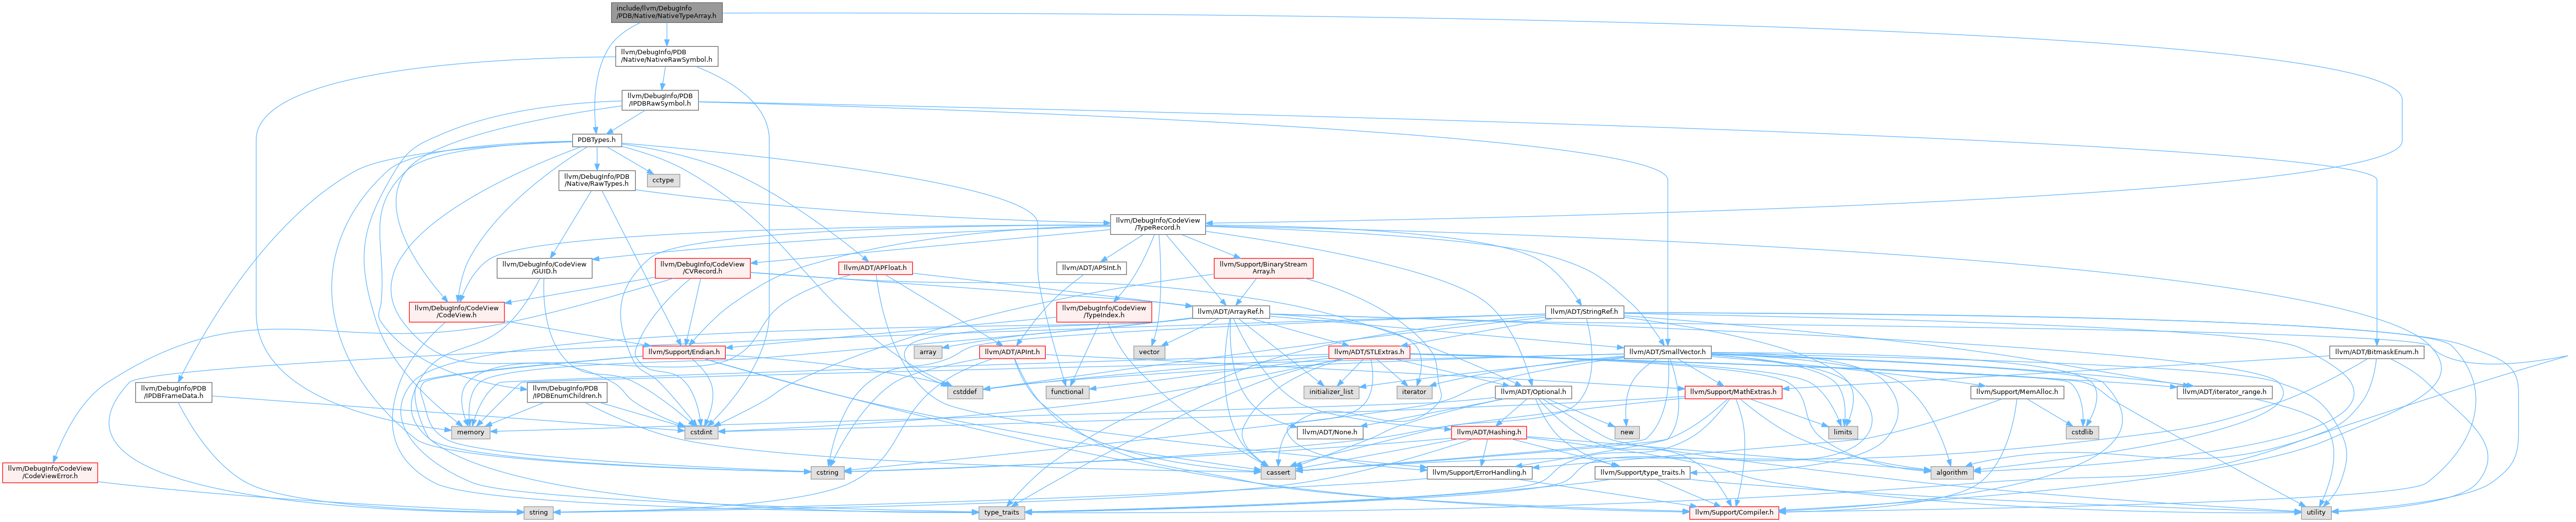 include/llvm/DebugInfo
/PDB/Native/NativeTypeArray.h
llvm/DebugInfo/PDB
/Native/NativeRawSymbol.h
llvm/DebugInfo/PDB
/IPDBRawSymbol.h
PDBTypes.h
llvm/DebugInfo/PDB
/Native/RawTypes.h
cctype
llvm/DebugInfo/CodeView
/TypeRecord.h
llvm/DebugInfo/CodeView
/GUID.h
llvm/DebugInfo/CodeView
/CVRecord.h
llvm/ADT/APFloat.h
llvm/ADT/APSInt.h
llvm/Support/BinaryStream
Array.h
llvm/DebugInfo/CodeView
/CodeView.h
llvm/DebugInfo/CodeView
/TypeIndex.h
llvm/ADT/ArrayRef.h
llvm/ADT/StringRef.h
llvm/Support/Endian.h
array
llvm/ADT/APInt.h
vector
llvm/ADT/STLExtras.h
llvm/ADT/SmallVector.h
llvm/ADT/BitmaskEnum.h
llvm/DebugInfo/PDB
/IPDBFrameData.h
llvm/DebugInfo/PDB
/IPDBEnumChildren.h
cstddef
functional
initializer_list
iterator
llvm/ADT/Optional.h
llvm/Support/MathExtras.h
llvm/Support/MemAlloc.h
llvm/ADT/iterator_range.h
memory
cstdint
llvm/ADT/None.h
llvm/ADT/Hashing.h
new
limits
cstdlib
llvm/DebugInfo/CodeView
/CodeViewError.h
cstring
cassert
llvm/Support/ErrorHandling.h
llvm/Support/type_traits.h
algorithm
string
type_traits
llvm/Support/Compiler.h
utility